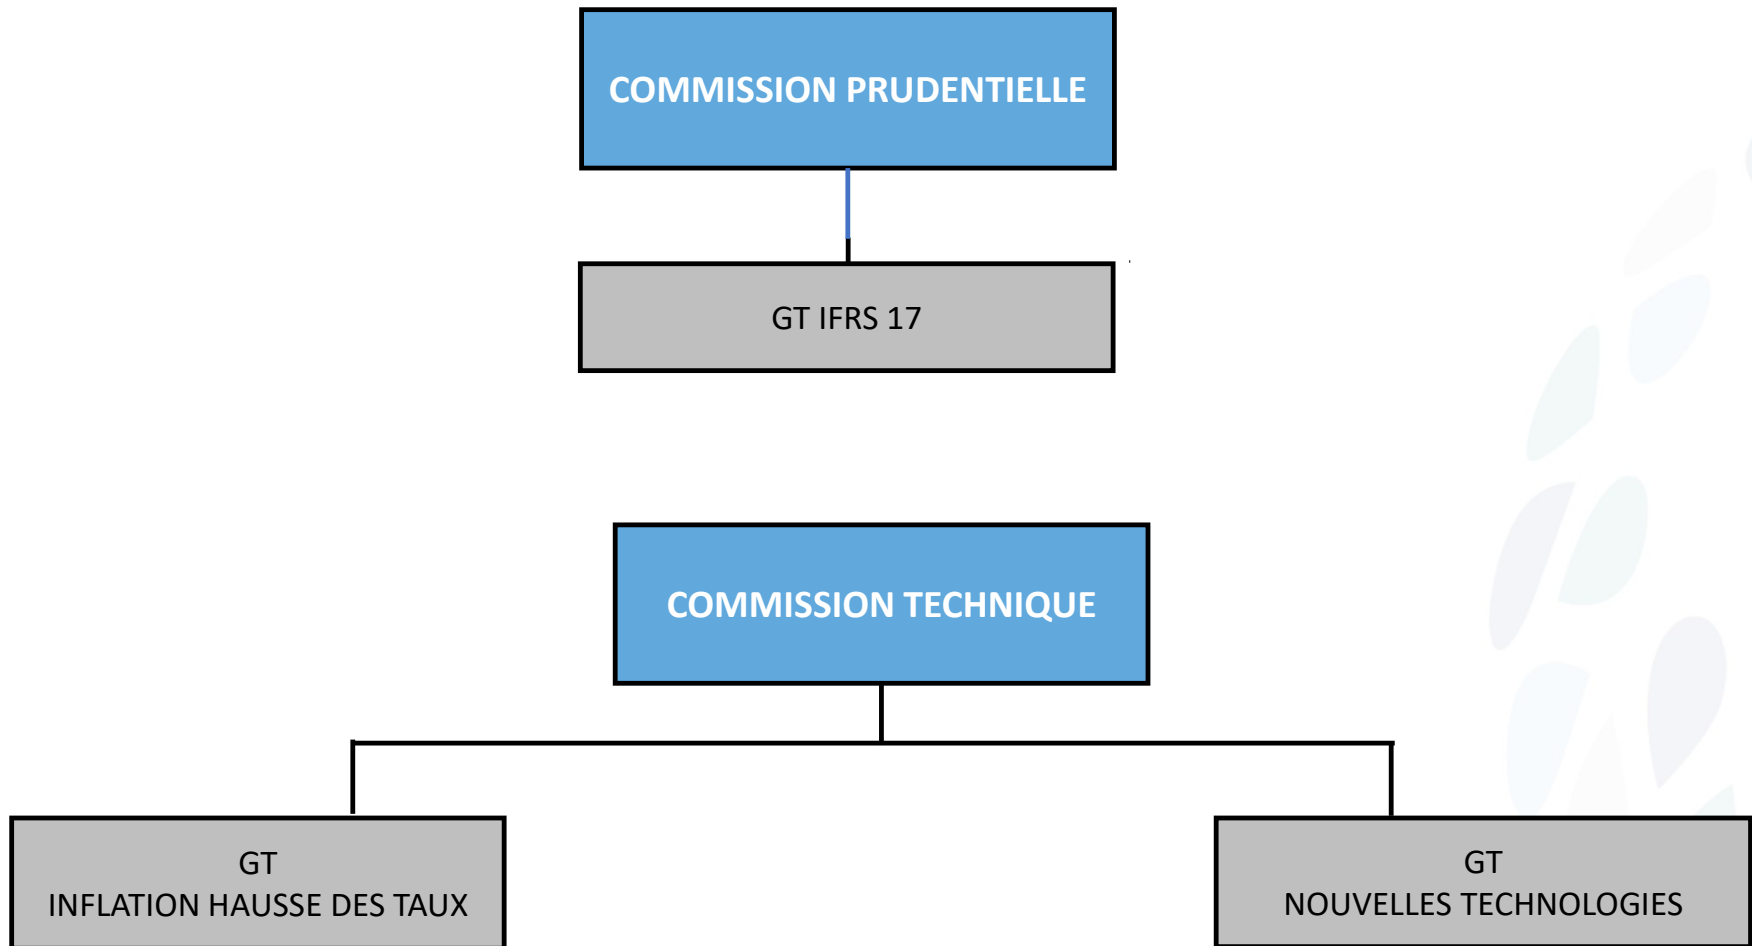 COMMISSION PRUDENTIELLE
GT IFRS 17
COMMISSION TECHNIQUE
GT
INFLATION HAUSSE DES TAUX
GT
NOUVELLES TECHNOLOGIES